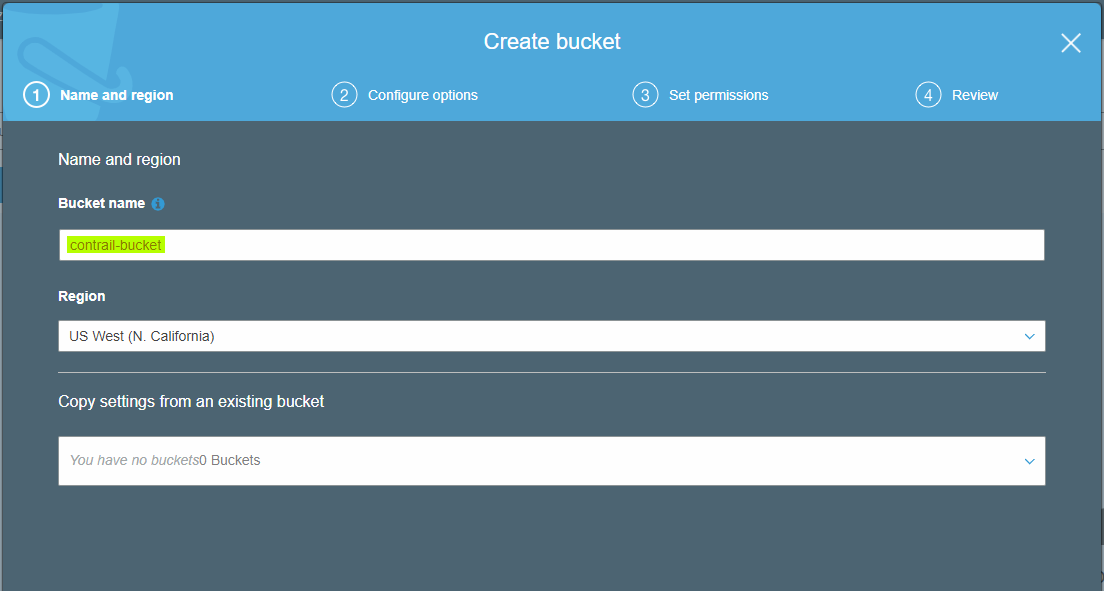 Create bucket
1 Name and region 2 Configure options 3 Set permissions 4 Review
Name and region
Bucket name i
contrail-bucket
Region
US West (N. California)
Copy settings from an existing bucket
You have no buckets0 Buckets